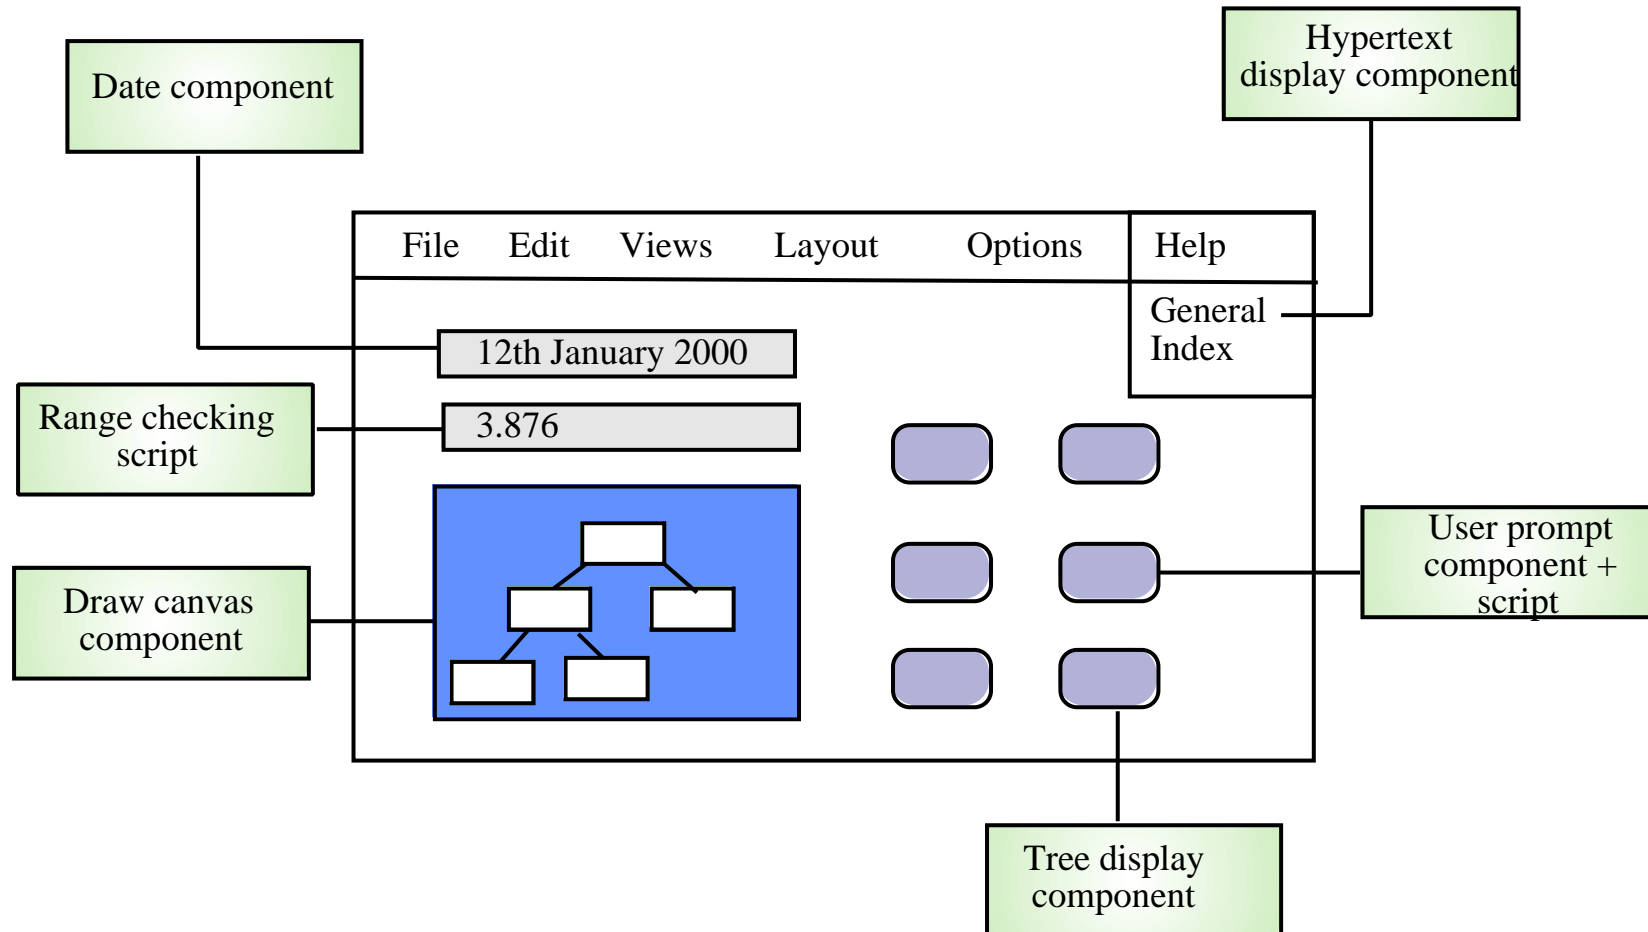 Hypertext
display component
Date component
File Edit Views Layout Options Help
General
Index
12th January 2000
Range checking
script
3.876
User prompt
component +
script
Draw canvas
component
Tree display
component